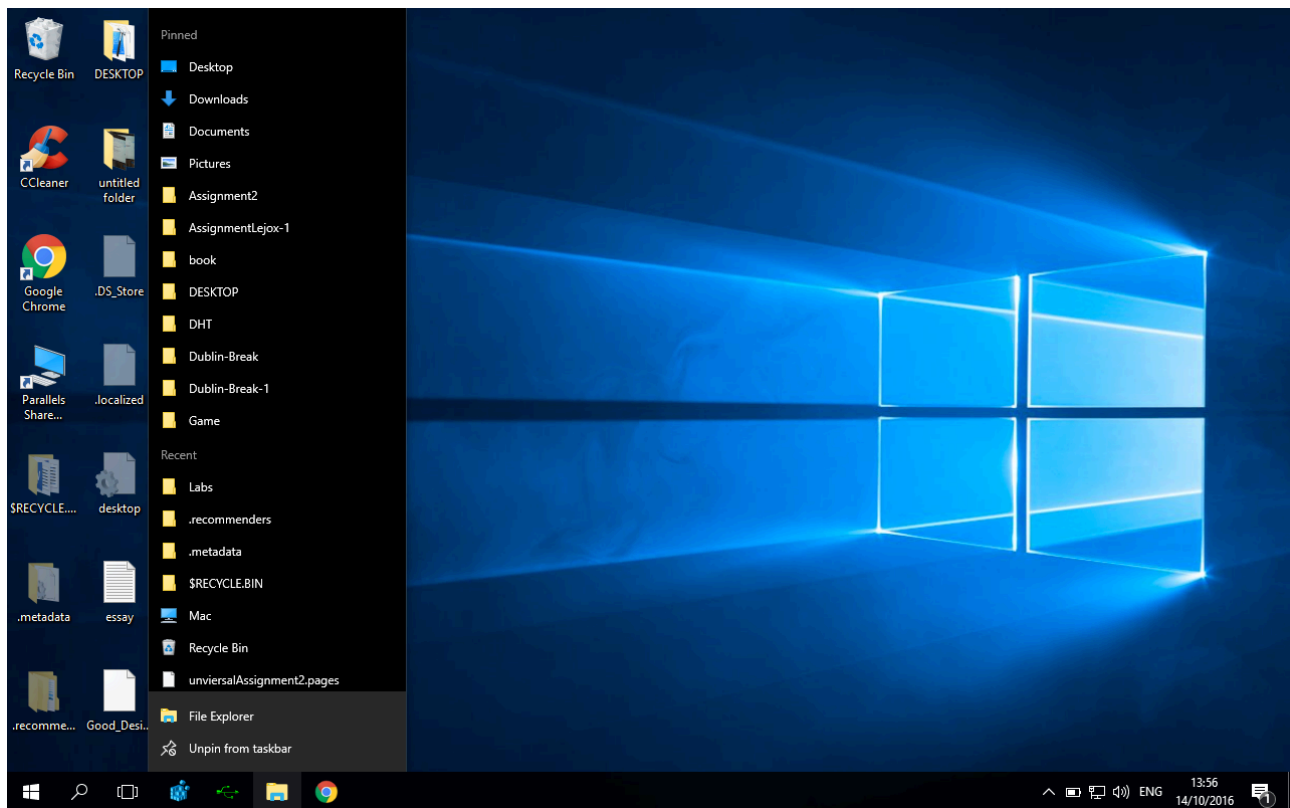 Recycle Bin
DESKTOP
CCleaner
untitled
folder
Google
Chrome
.DS_Store
Parallels
Share...
.localized
$RECYCLE....
desktop
.metadata
essay
.recomme...
Good_Desi..
Pinned
Desktop
Downloads
Documents
Pictures
Assignment2
AssignmentLejox-1
book
DESKTOP
DHT
Dublin-Break
Dublin-Break-1
Game
Recent
Labs
.recommenders
.metadata
$RECYCLE.BIN
Mac
Recycle Bin
unviersalAssignment2.pages
File Explorer
Unpin from taskbar
ENG
13:56
14/10/2016
1